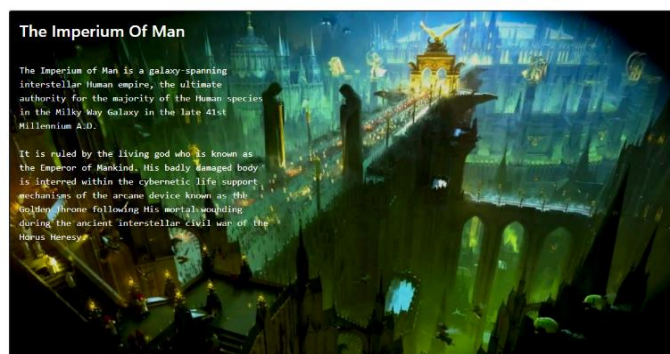 The Imperium Of Man
The Imperium of Man is a galaxy-spanning
interstellar Human empire, the ultimate
authority for the majority of the Human species
in the Milky Way Galaxy in the late 41st
Millennium A.D.
It is ruled by the living god who is known as
the Emperor of Mankind. His badly damaged body
is interred within the cybernetic life support
mechanisms of the arcane device known as the
Golden Throne following His mortal wounding
during the ancient interstellar civil war of the
Horus Heresy.